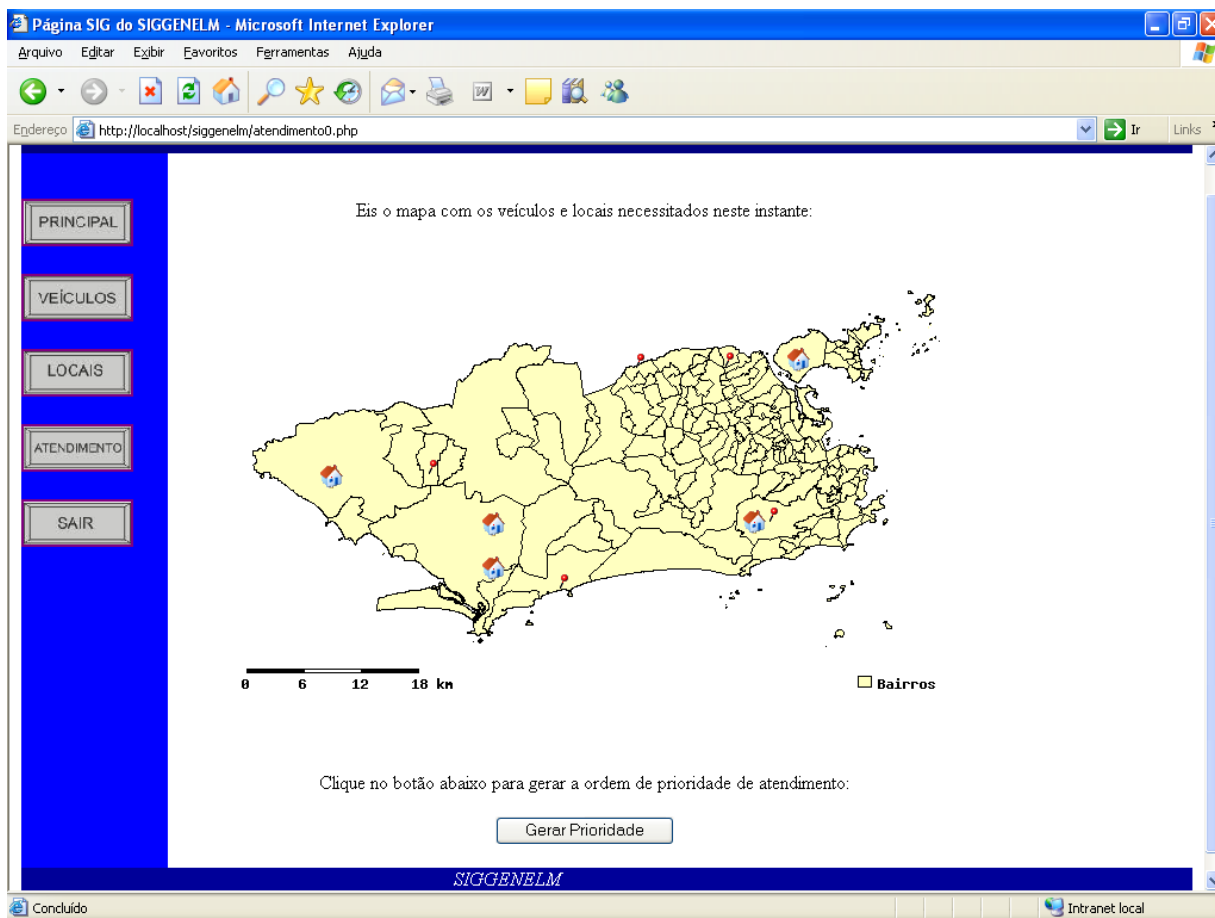 Página SIG do SIGGENELM - Microsoft Internet Explorer
Arquivo Editar Exibir Favoritos Ferramentas Ajuda
Endereço http://localhost/siggenelm/atendimento0.php Ir Links
Eis o mapa com os veículos e locais necessitados neste instante:
PRINCIPAL
VEÍCULOS
LOCAIS
ATENDIMENTO
SAIR
0 6 12 18 km
Bairros
Clique no botão abaixo para gerar a ordem de prioridade de atendimento:
Gerar Prioridade
SIGGENELM
Concluído Intranet local